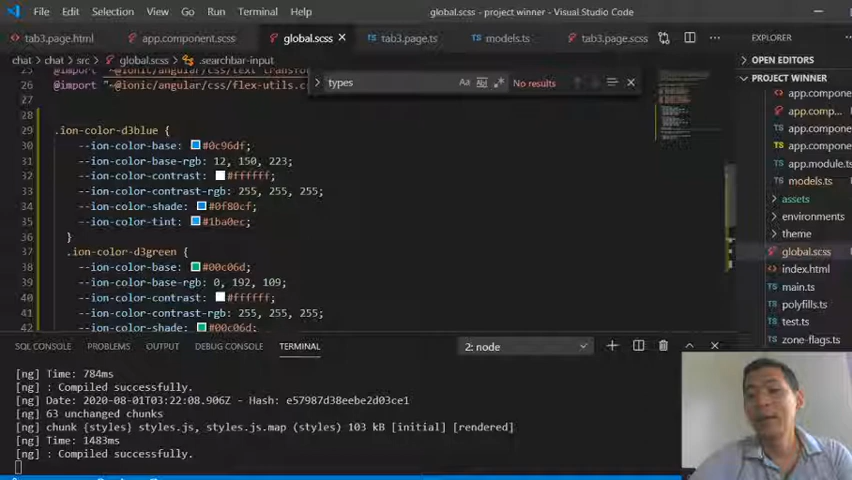 File Edit Selection View Go Run Terminal Help global.scss - project winner - Visual Studio Code
tab3.page.html app.component.scss global.scss tab3.page.ts models.ts tab3.page.scss EXPLORER
chat > chat > src > global.scss > .searchbar-input
OPEN EDITORS
PROJECT WINNER
25 @import "~@ionic/angular/css/text
26 @import "~@ionic/angular/css/flex-utils.c
types Aa Abl .* No results
27
28
29 .ion-color-d3blue {
30 --ion-color-base: #0c96df;
31 --ion-color-base-rgb: 12, 150, 223;
32 --ion-color-contrast: #ffffff;
33 --ion-color-contrast-rgb: 255, 255, 255;
34 --ion-color-shade: #0f80cf;
35 --ion-color-tint: #1ba0ec;
36 }
37 .ion-color-d3green {
38 --ion-color-base: #00c06d;
39 --ion-color-base-rgb: 0, 192, 109;
40 --ion-color-contrast: #ffffff;
41 --ion-color-contrast-rgb: 255, 255, 255;
42 --ion-color-shade: #00c06d;
app.compone
app.comp...
app.compone
app.compone
app.module.ts
models.ts
assets
environments
theme
global.scss
index.html
main.ts
polyfills.ts
test.ts
zone-flags.ts
SQL CONSOLE PROBLEMS OUTPUT DEBUG CONSOLE TERMINAL 2: node
[ng] Time: 784ms
[ng] : Compiled successfully.
[ng] Date: 2020-08-01T03:22:08.906Z - Hash: e57987d38eebe2d03ce1
[ng] 63 unchanged chunks
[ng] chunk {styles} styles.js, styles.js.map (styles) 103 kB [initial] [rendered]
[ng] Time: 1483ms
[ng] : Compiled successfully.